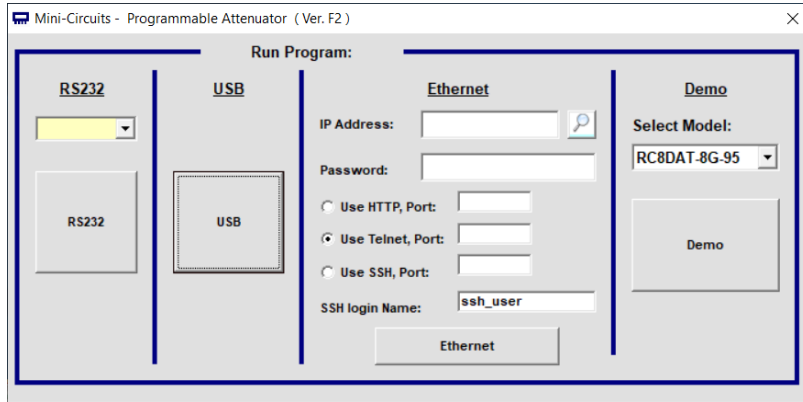 Mini-Circuits - Programmable Attenuator ( Ver. F2 )
Run Program:
RS232
RS232
USB
USB
Ethernet
IP Address:
Password:
Use HTTP, Port:
Use Telnet, Port:
Use SSH, Port:
SSH login Name: ssh_user
Ethernet
Demo
Select Model:
RC8DAT-8G-95
Demo